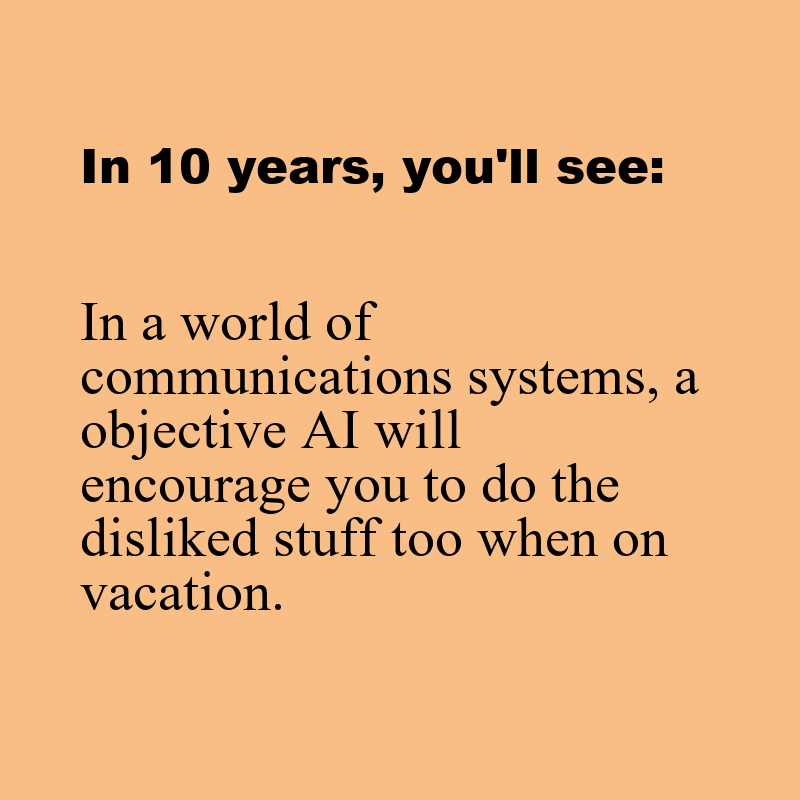 In 10 years, you'll see:
In a world of
communications systems, a
objective AI will
encourage you to do the
disliked stuff too when on
vacation.